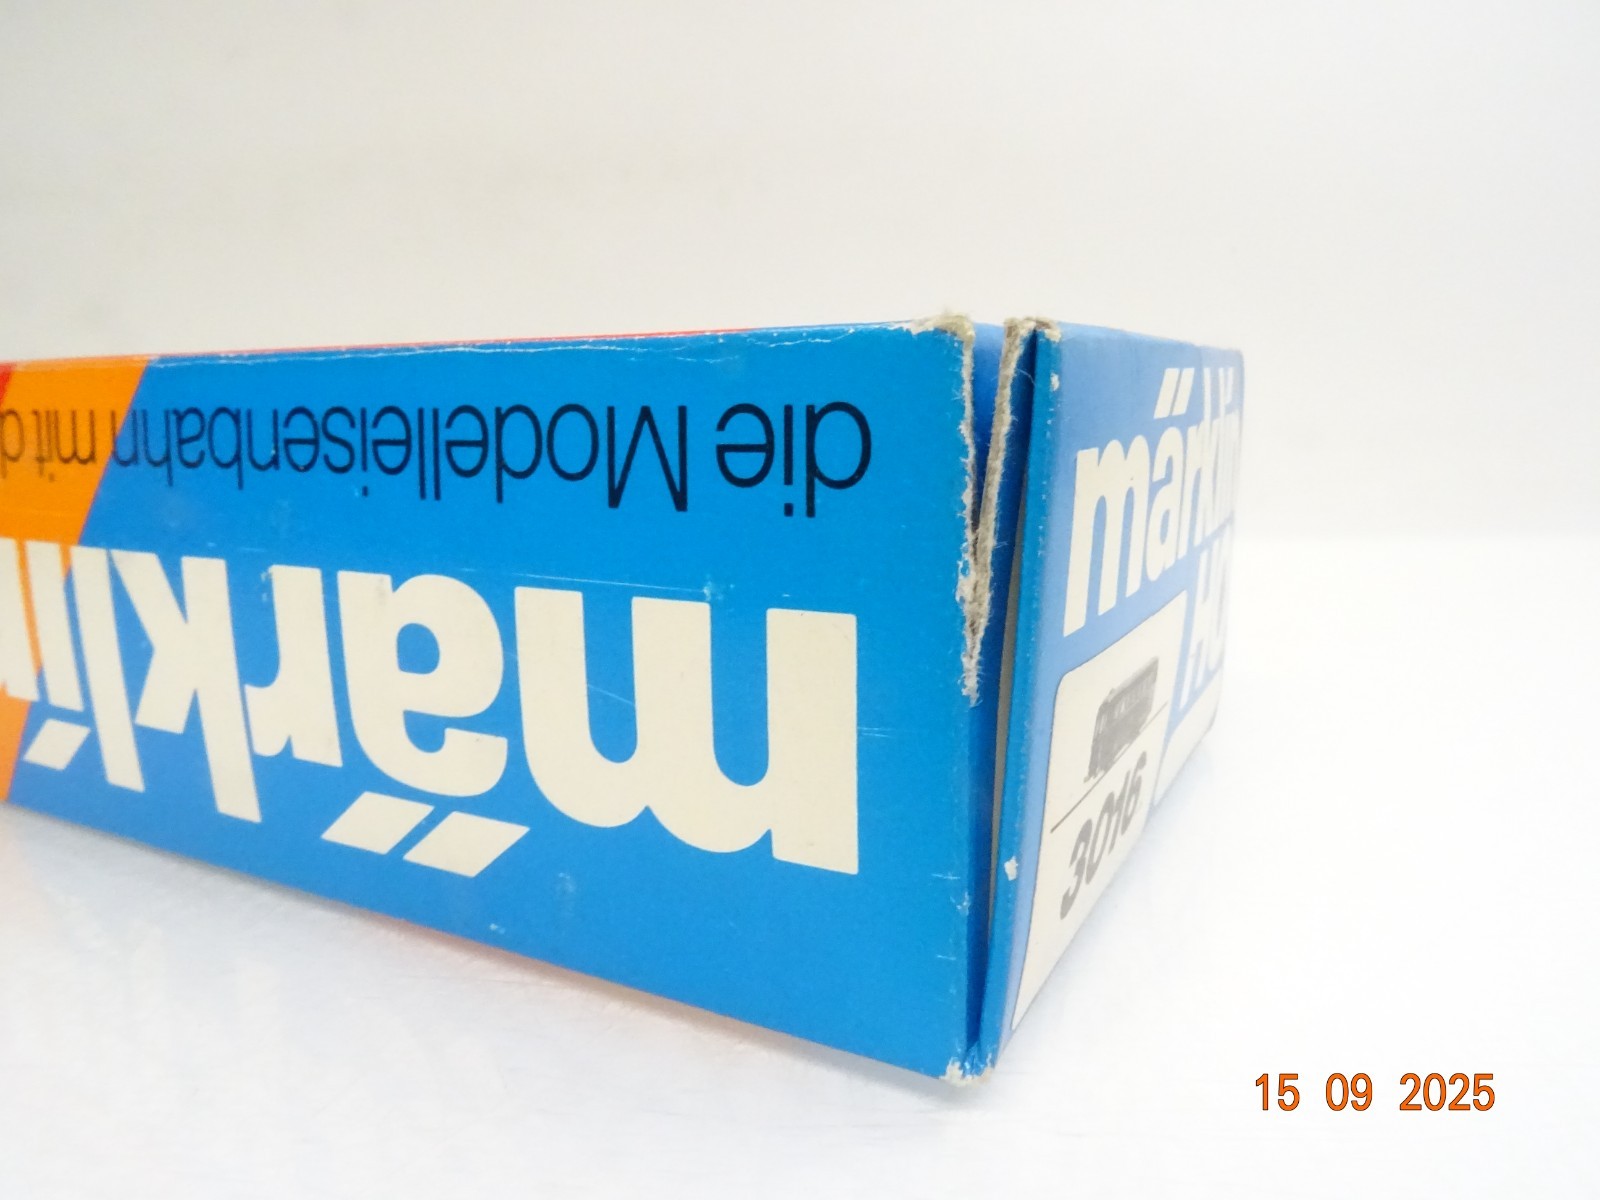 die Modelleisenbahn mit d
märklin
märklin
HO
3016
15 09 2025